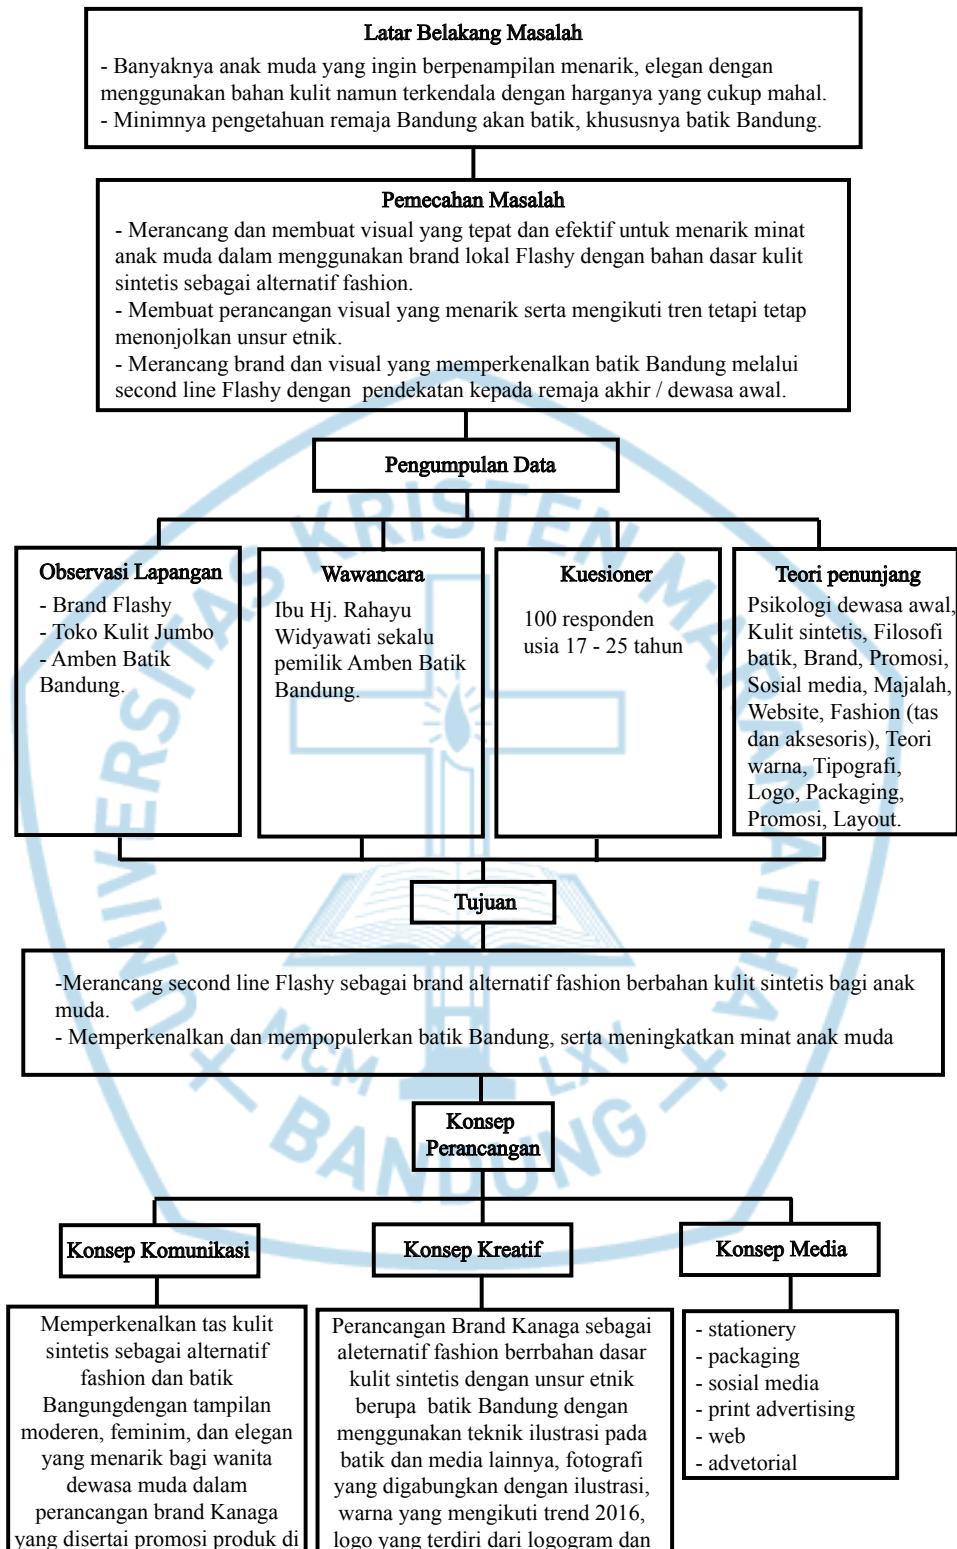 Latar Belakang Masalah
- Banyaknya anak muda yang ingin berpenampilan menarik, elegan dengan
menggunakan bahan kulit namun terkendala dengan harganya yang cukup mahal.
- Minimnya pengetahuan remaja Bandung akan batik, khususnya batik Bandung.
Pemecahan Masalah
- Merancang dan membuat visual yang tepat dan efektif untuk menarik minat
anak muda dalam menggunakan brand lokal Flashy dengan bahan dasar kulit
sintetis sebagai alternatif fashion.
- Membuat perancangan visual yang menarik serta mengikuti tren tetapi tetap
menonjolkan unsur etnik.
- Merancang brand dan visual yang memperkenalkan batik Bandung melalui
second line Flashy dengan pendekatan kepada remaja akhir / dewasa awal.
Pengumpulan Data
Observasi Lapangan
- Brand Flashy
- Toko Kulit Jumbo
- Amben Batik
Bandung.
Wawancara
Ibu Hj. Rahayu
Widyawati sekalu
pemilik Amben Batik
Bandung.
Kuesioner
100 responden
usia 17 - 25 tahun
Teori penunjang
Psikologi dewasa awal,
Kulit sintetis, Filosofi
batik, Brand, Promosi,
Sosial media, Majalah,
Website, Fashion (tas
dan aksesoris), Teori
warna, Tipografi,
Logo, Packaging,
Promosi, Layout.
Tujuan
-Merancang second line Flashy sebagai brand alternatif fashion berbahan kulit sintetis bagi anak
muda.
- Memperkenalkan dan mempopulerkan batik Bandung, serta meningkatkan minat anak muda
Konsep
Perancangan
Konsep Komunikasi
Memperkenalkan tas kulit
sintetis sebagai alternatif
fashion dan batik
Bangungdengan tampilan
moderen, feminim, dan elegan
yang menarik bagi wanita
dewasa muda dalam
perancangan brand Kanaga
yang disertai promosi produk di
Konsep Kreatif
Perancangan Brand Kanaga sebagai
aleternatif fashion berrbahan dasar
kulit sintetis dengan unsur etnik
berupa batik Bandung dengan
menggunakan teknik ilustrasi pada
batik dan media lainnya, fotografi
yang digabungkan dengan ilustrasi,
warna yang mengikuti trend 2016,
logo yang terdiri dari logogram dan
Konsep Media
- stationery
- packaging
- sosial media
- print advertising
- web
- advetorial
UNIVERSITAS KRISTEN MARANATHA
MCM LXV
BANDUNG